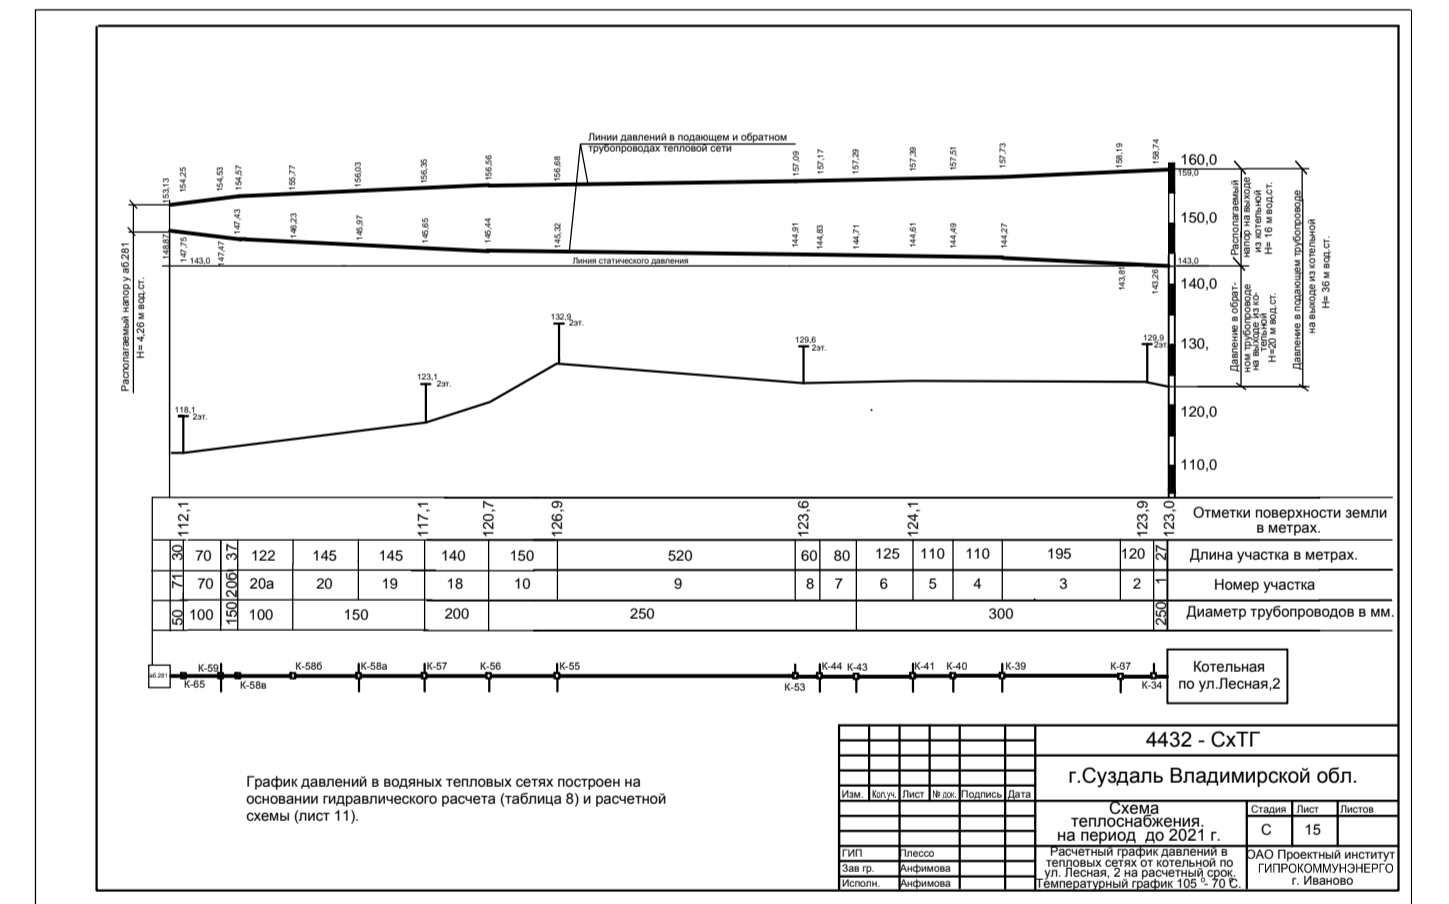 Линии давлений в подающем и обратном
трубопроводах тепловой сети
153,13
154,25
154,53
154,57
155,77
156,03
156,35
156,56
156,68
157,09
157,17
157,29
157,39
157,51
157,73
158,19
158,74
160,0
159,0
148,87
147,75
147,47
147,43
146,23
145,97
145,65
145,44
145,32
144,91
144,83
144,71
144,61
144,49
144,27
143,81
143,26
150,0
143,0
Линия статического давления
143,0
140,0
130,
120,0
110,0
Располагаемый напор у аб.281
Н= 4,26 м вод.ст.
Располагаемый
напор на выходе
из котельной
Н= 16 м вод.ст.
Давление в обрат-
ном трубопроводе
на выходе из ко-
тельной
Н=20 м вод.ст.
Давление в подающем трубопроводе
на выходе из котельной
Н= 36 м вод.ст.
118,1
2эт.
123,1
2эт.
132,9
2эт.
129,6
2эт.
129,9
2эт
112,1 117,1 120,7 126,9 123,6 124,1 123,9 123,0 Отметки поверхности земли
в метрах.
30 70 37 122 145 145 140 150 520 60 80 125 110 110 195 120 27 Длина участка в метрах.
71 70 20б 20а 20 19 18 10 9 8 7 6 5 4 3 2 1 Номер участка
50 100 150 100 150 200 250 300 250 Диаметр трубопроводов в мм.
аб.281
К-65
К-59
К-58в
К-58б
К-58а
К-57
К-56
К-55
К-53
К-44
К-43
К-41
К-40
К-39
К-37
К-34
Котельная
по ул.Лесная,2
График давлений в водяных тепловых сетях построен на
основании гидравлического расчета (таблица 8) и расчетной
схемы (лист 11).
4432 - СхТГ
г.Суздаль Владимирской обл.
Изм. Кол.уч. Лист № док. Подпись Дата
Схема
теплоснабжения.
на период до 2021 г.
Стадия Лист Листов
С 15
ГИП Плессо
Зав гр. Анфимова
Исполн. Анфимова
Расчетный график давлений в
тепловых сетях от котельной по
ул. Лесная, 2 на расчетный срок.
Температурный график 105 º- 70 ºС.
ОАО Проектный институт
ГИПРОКОММУНЭНЕРГО
г. Иваново